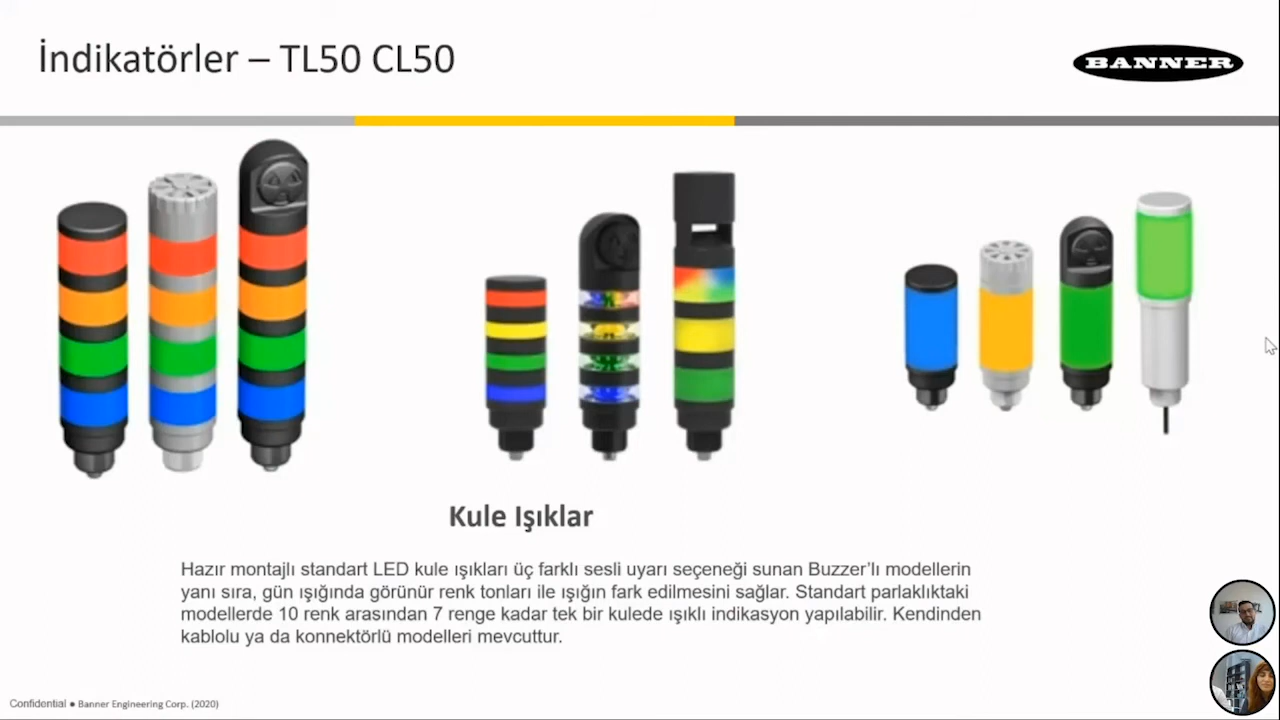 İndikatörler – TL50 CL50
BANNER
Kule Işıklar
Hazır montajlı standart LED kule ışıkları üç farklı sesli uyarı seçeneği sunan Buzzer’lı modellerin
yanı sıra, gün ışığında görünür renk tonları ile ışığın fark edilmesini sağlar. Standart parlaklıktaki
modellerde 10 renk arasından 7 renge kadar tek bir kulede ışıklı indikasyon yapılabilir. Kendinden
kablolu ya da konnektörlü modelleri mevcuttur.
Confidential ● Banner Engineering Corp. (2020)